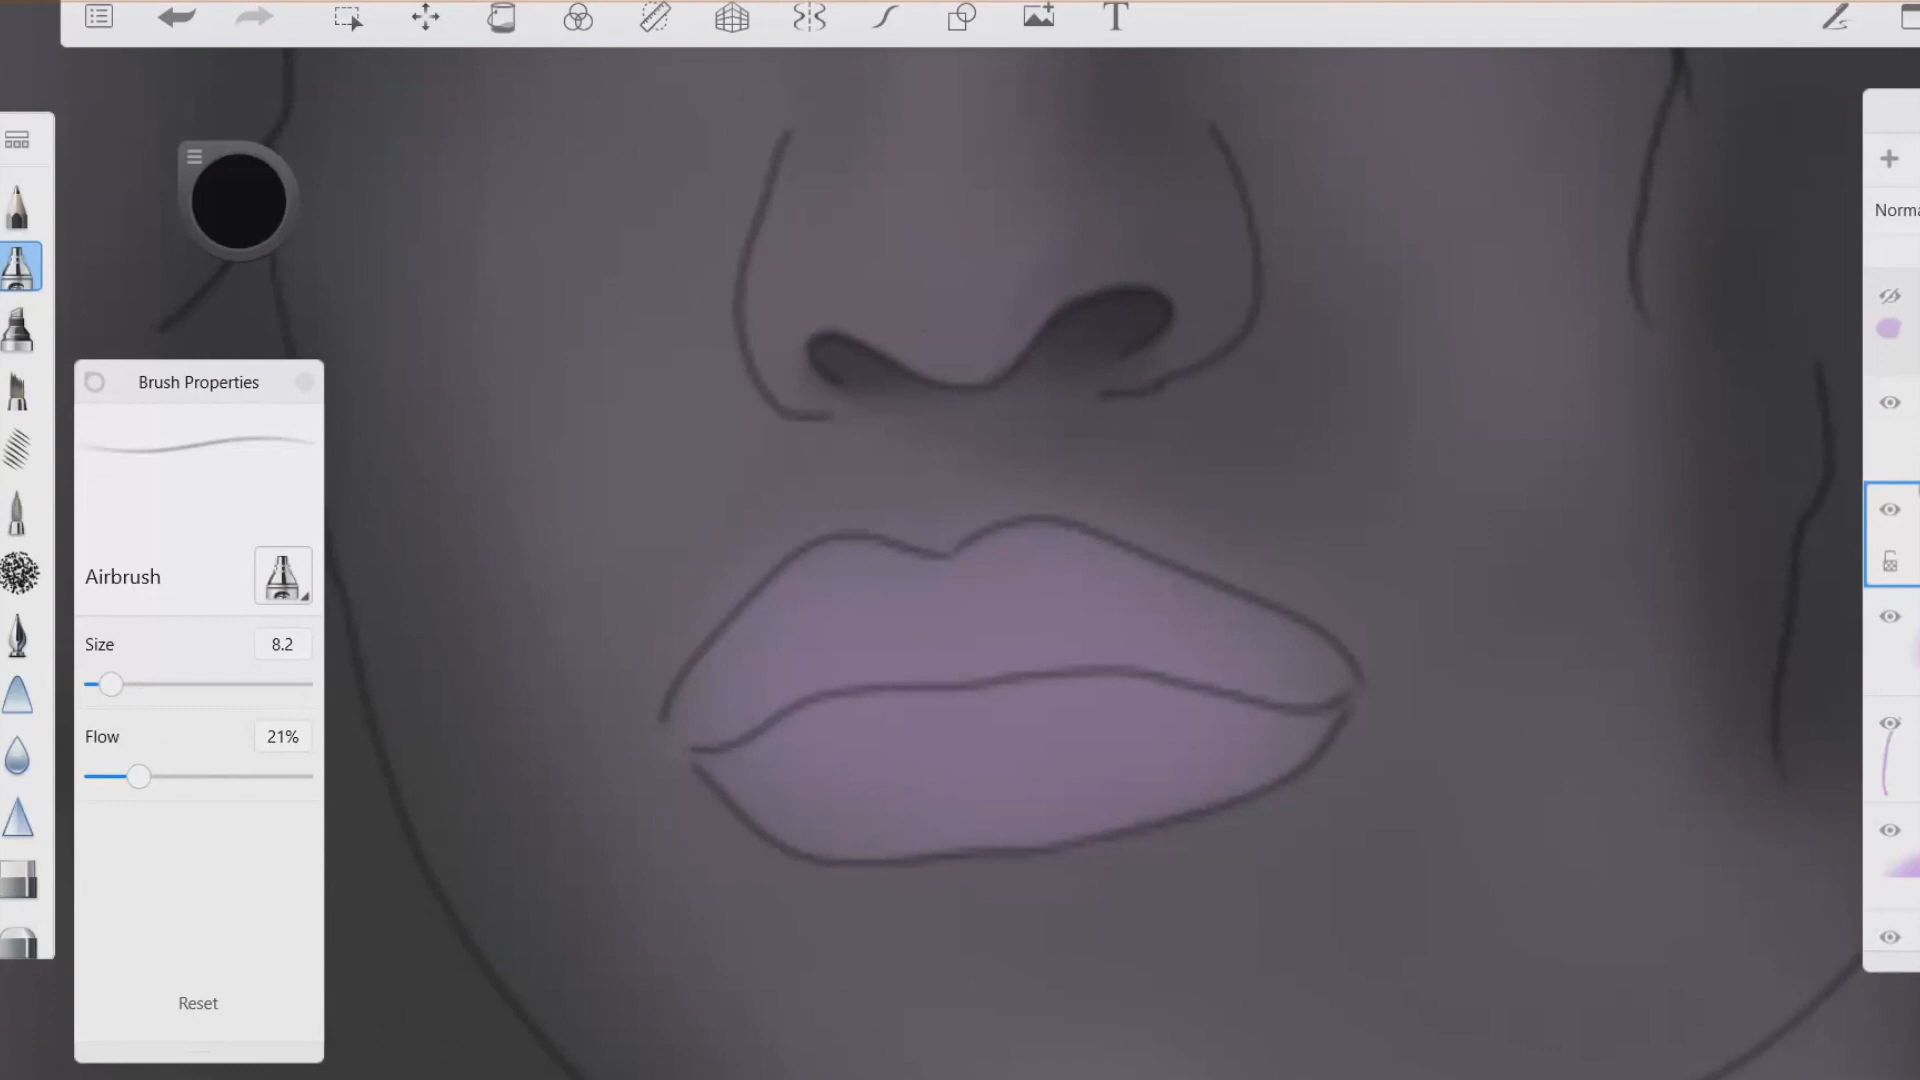 T
Norma
Brush Properties
Airbrush
Size 8.2
Flow 21%
Reset